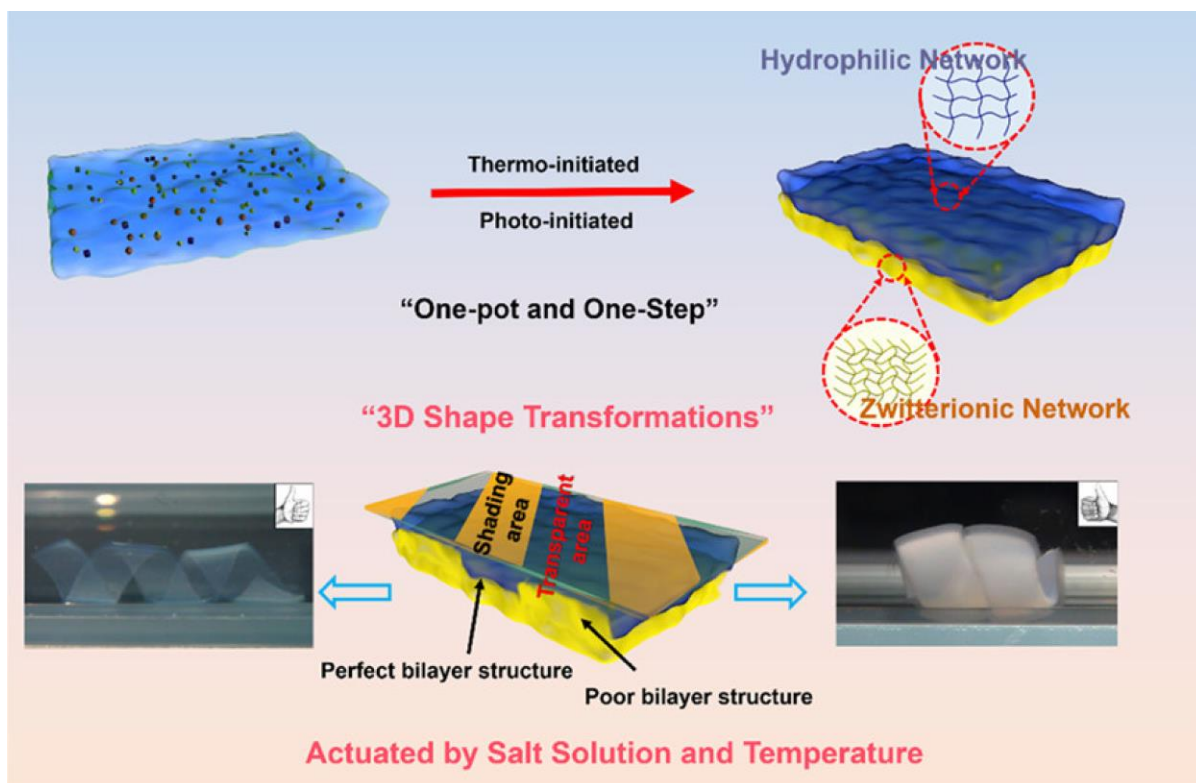 Hydrophilic Network
Thermo-initiated
Photo-initiated
“One-pot and One-Step”
Zwitterionic Network
“3D Shape Transformations”
Shading
area
Transparent
area
Perfect bilayer structure
Poor bilayer structure
Actuated by Salt Solution and Temperature